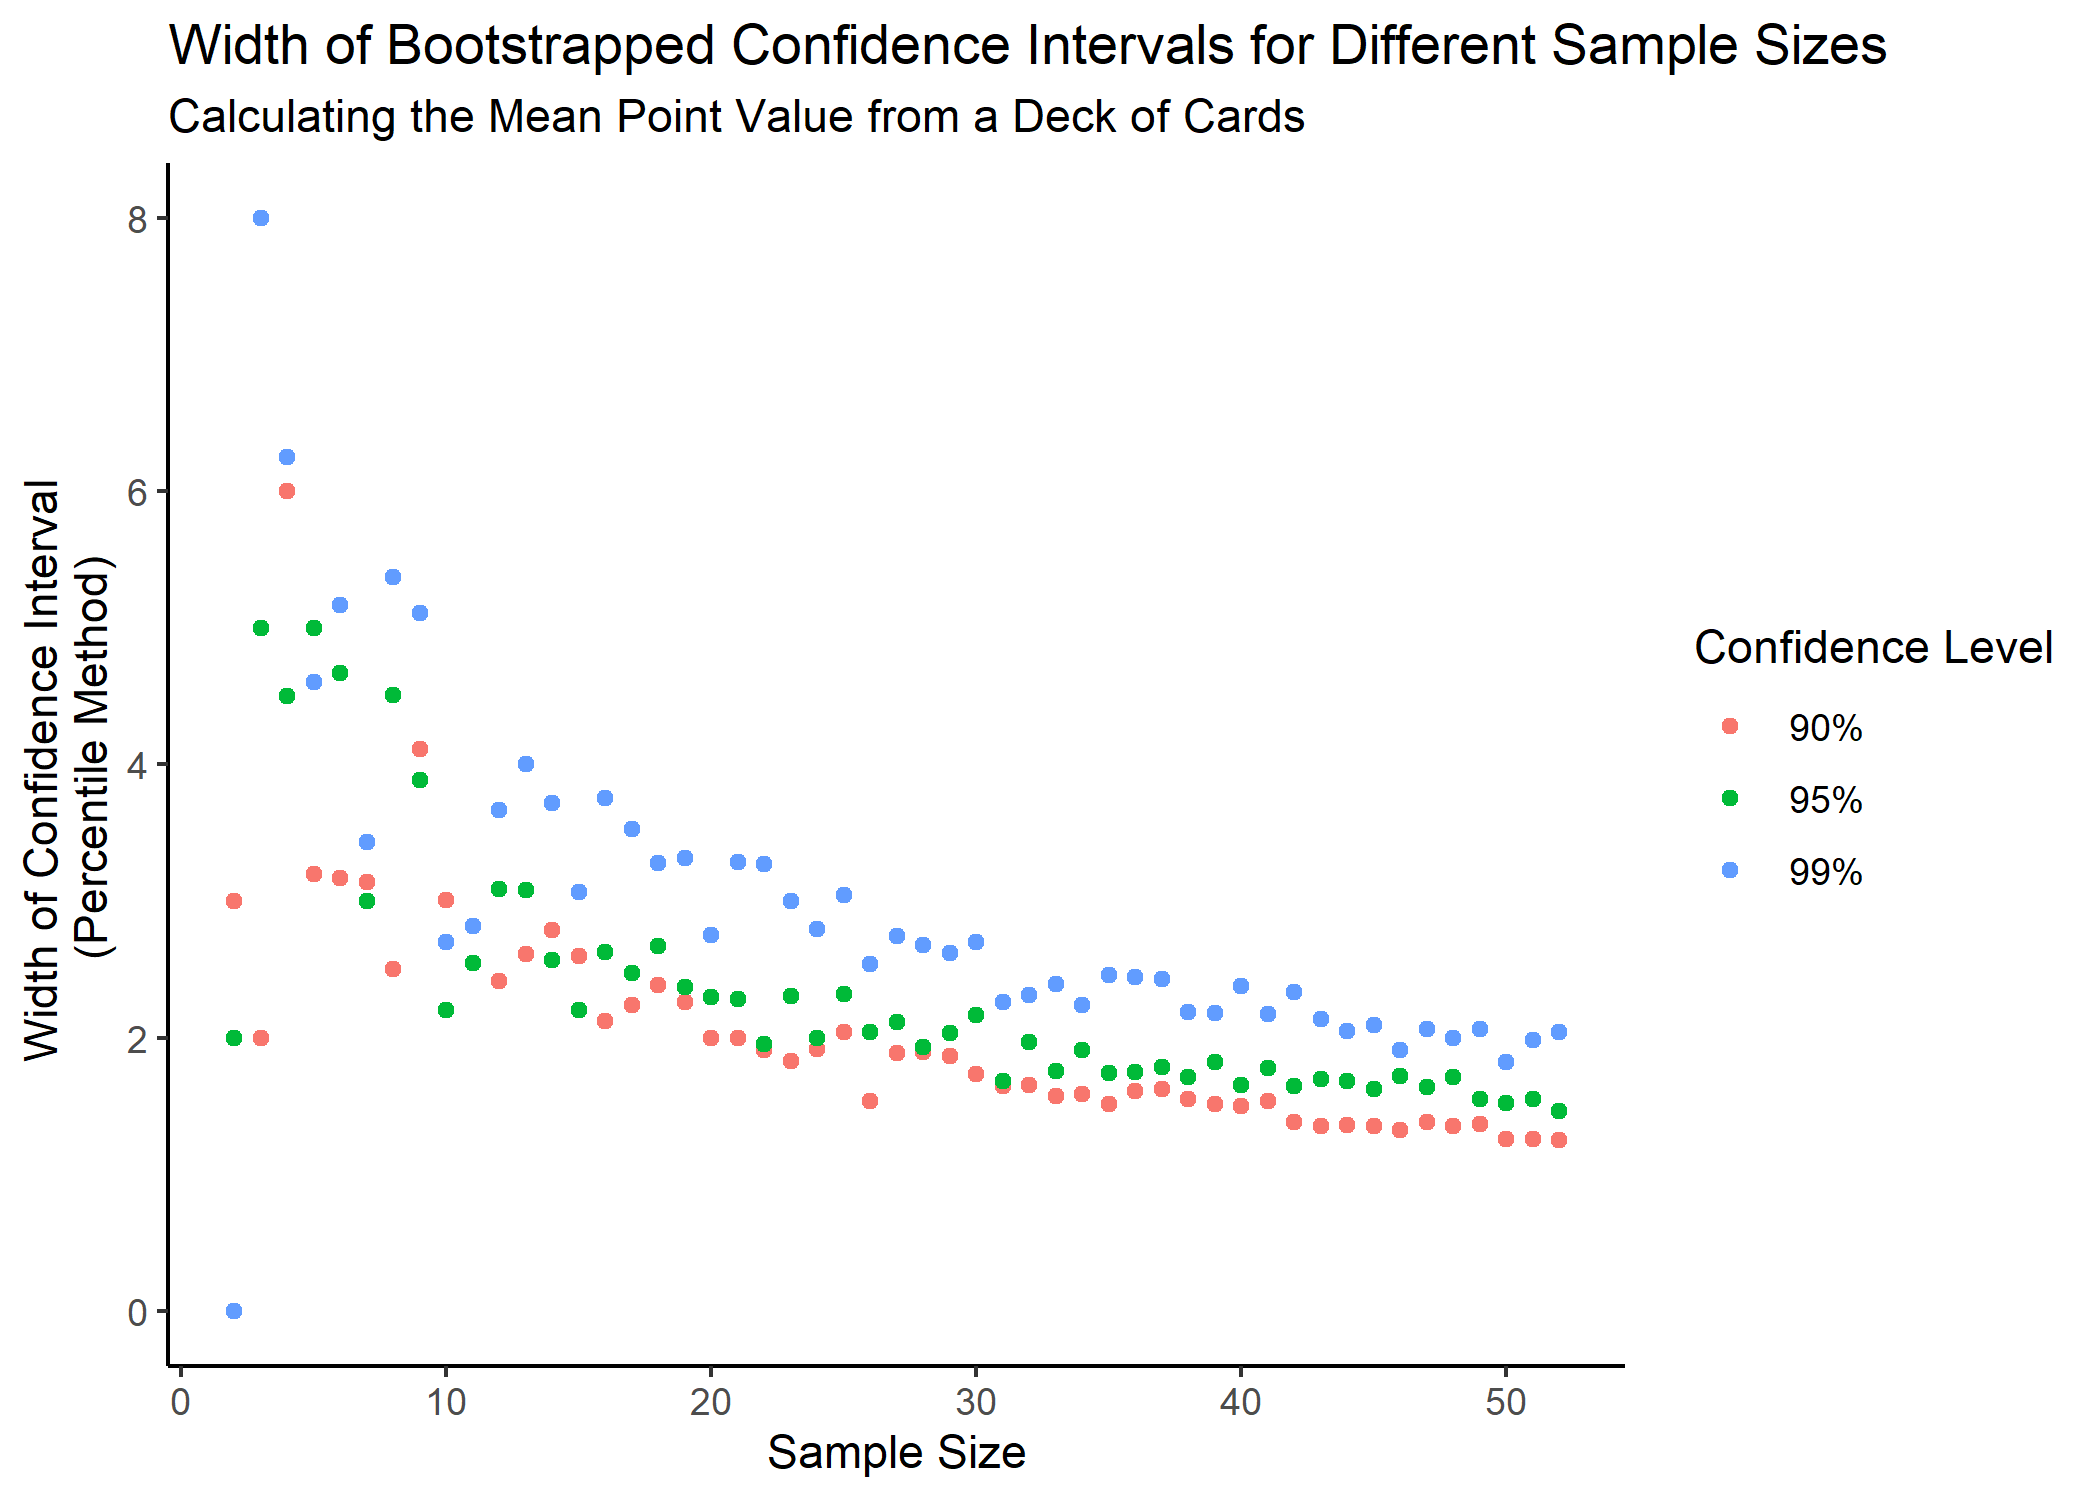 Width of Bootstrapped Confidence Intervals for Different Sample Sizes
Calculating the Mean Point Value from a Deck of Cards
Width of Confidence Interval
(Percentile Method)
8
6
4
2
0
0 10 20 30 40 50
Sample Size
Confidence Level
90%
95%
99%